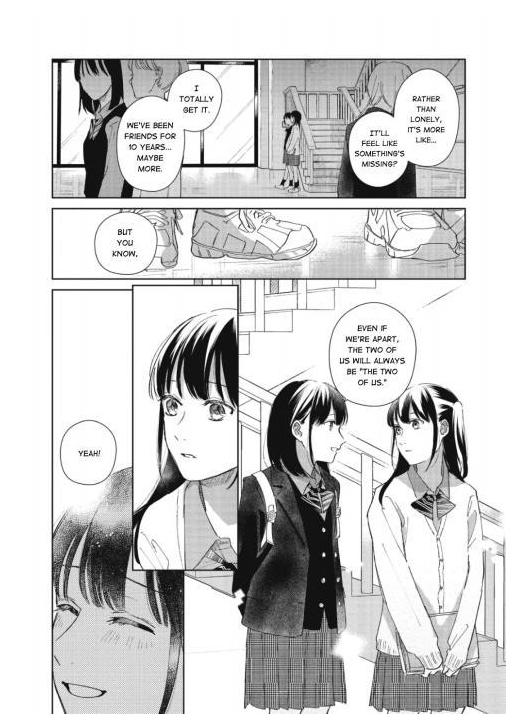 RATHER
THAN
LONELY,
IT'S MORE
LIKE...
IT'LL
FEEL LIKE
SOMETHING'S
MISSING?
I
TOTALLY
GET IT.
WE'VE BEEN
FRIENDS FOR
10 YEARS...
MAYBE
MORE.
BUT
YOU
KNOW,
EVEN IF
WE'RE APART,
THE TWO OF
US WILL ALWAYS
BE "THE TWO
OF US."
YEAH!